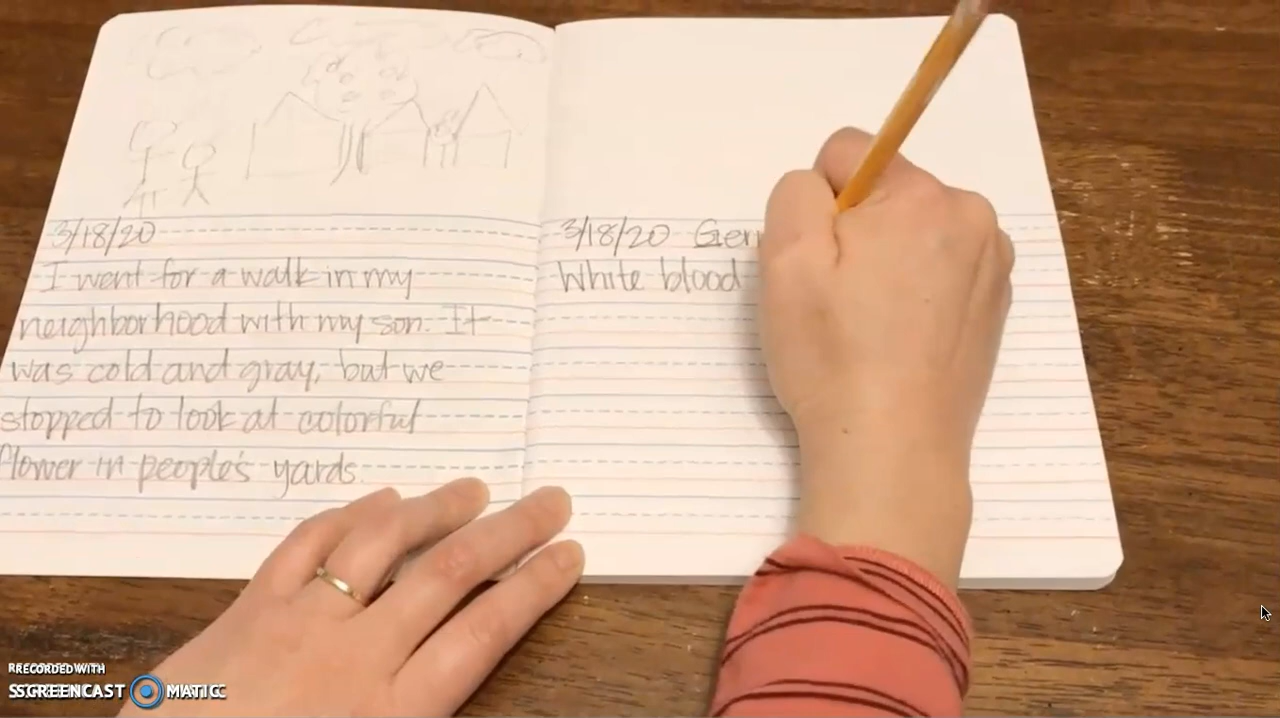 3/18/20
I went for a walk in my
neighborhood with my son. It
was cold and gray, but we
stopped to look at colorful
flower in people's yards.
3/18/20
White blood
RECORDED WITH
SCREENCAST MATIC